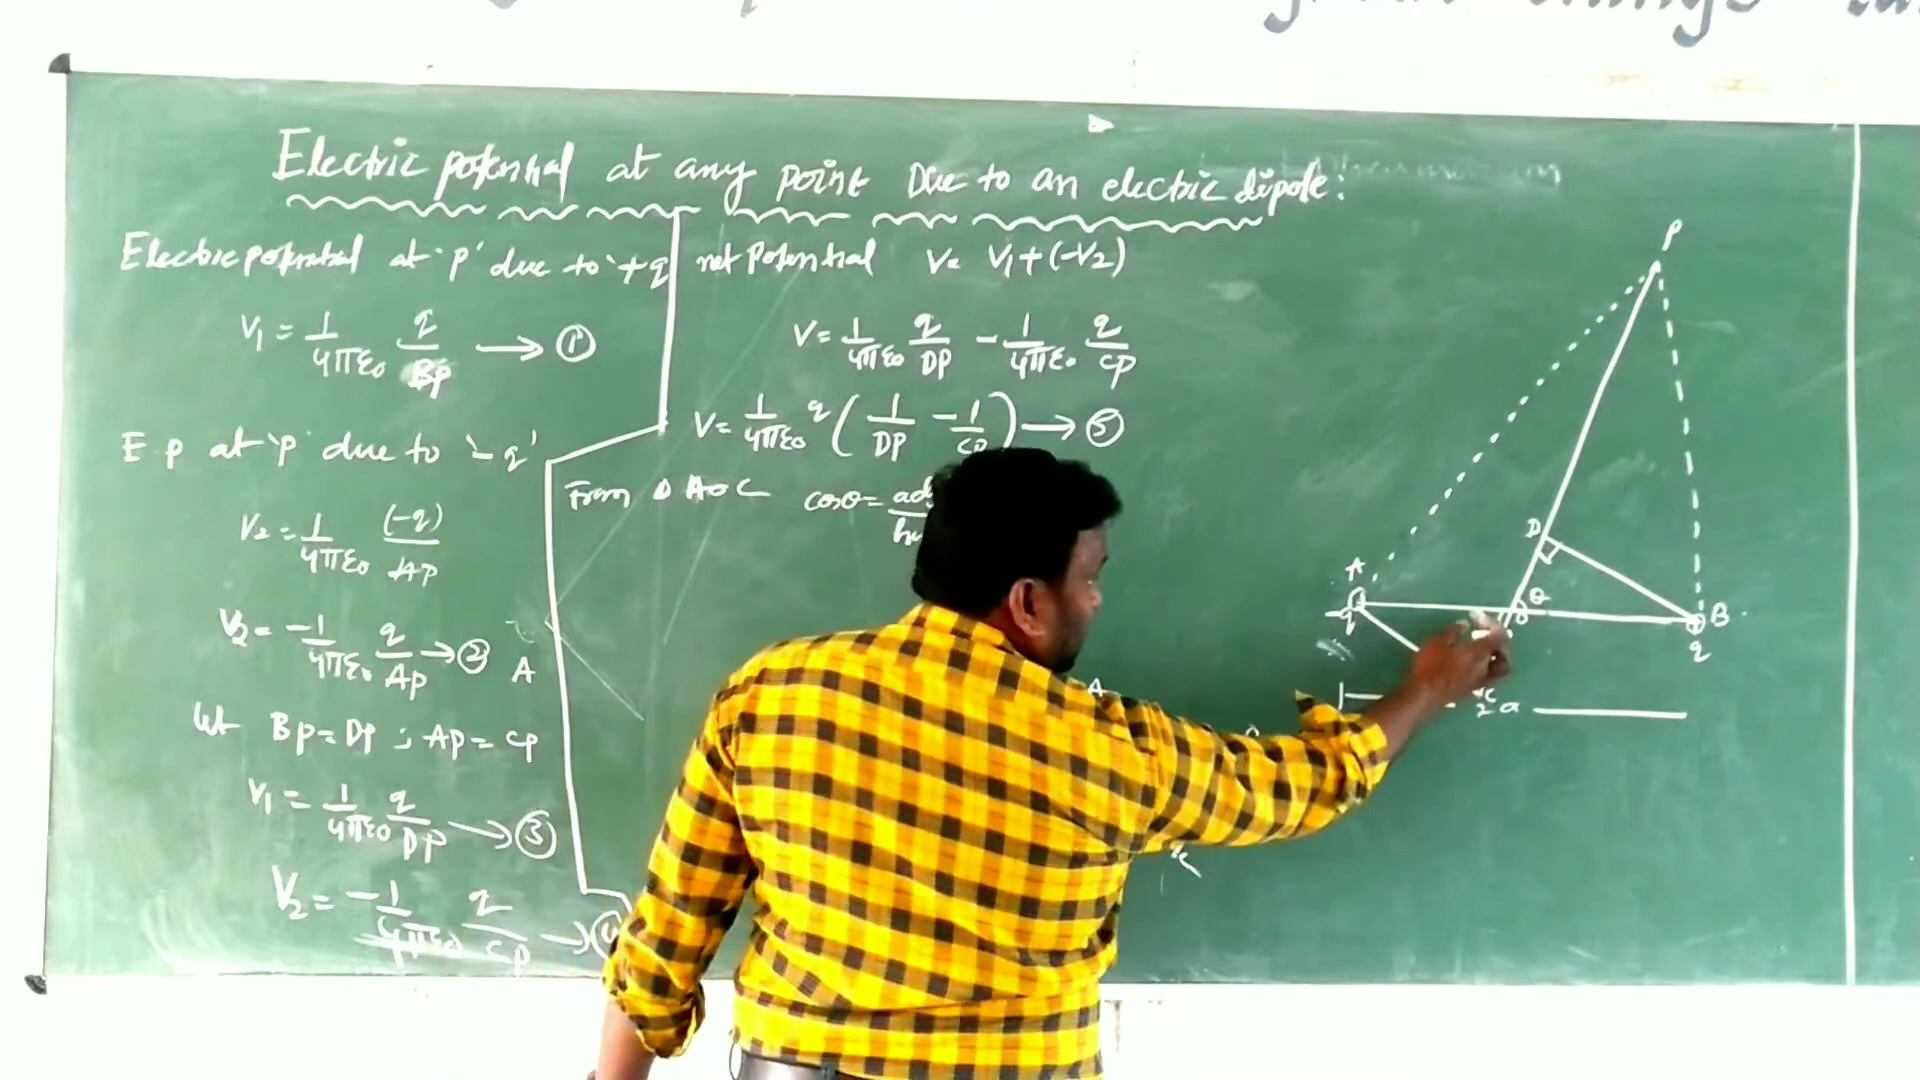 Electric potential at any point Due to an electric dipole:
Electric potential at 'p' due to '+q
V₁ = 1/4πε₀ q/BP → ①
E p at 'p' due to '-q'
V₂ = 1/4πε₀ (-q)/AP
V₂ = -1/4πε₀ q/AP → ②
A
let BP = DP ; AP = CP
V₁ = 1/4πε₀ q/DP → ③
V₂ = -1/4πε₀ q/CP → ④
net potential V = V₁+(-V₂)
V = 1/4πε₀ q/DP - 1/4πε₀ q/CP
V = 1/4πε₀ q (1/DP - 1/CP) → ⑤
From Δ AOC cosθ =
P
D
A
θ
O
B
-q
q
C
2a
A